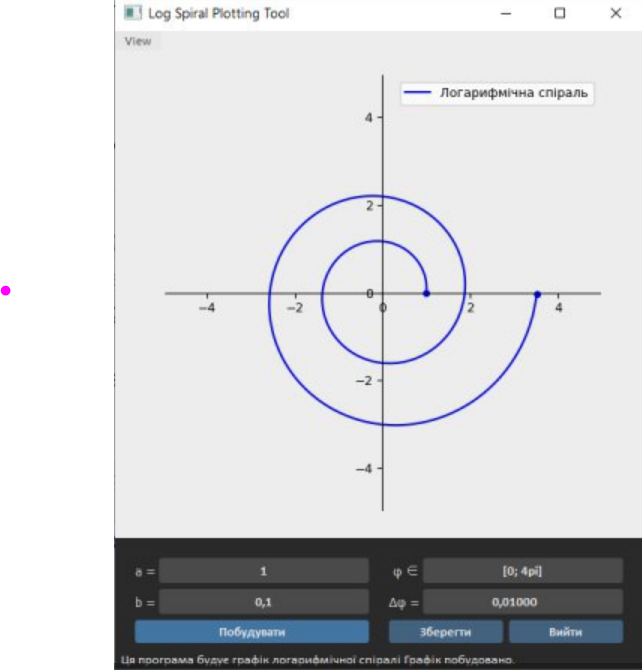 Log Spiral Plotting Tool
View
Логарифмічна спіраль
4
2
−4 −2 0 0 2 4
−2
−4
a = 1 φ ∈ [0; 4pi]
b = 0,1 Δφ = 0,01000
Побудувати Зберегти Вийти
Ця програма будує графік логарифмічної спіралі Графік побудовано.